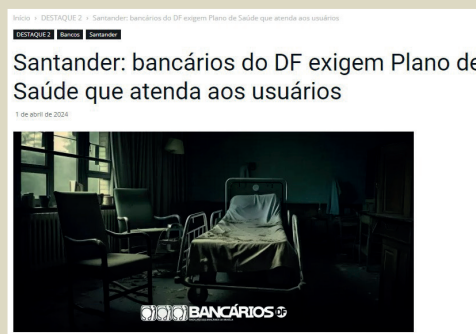 Início › DESTAQUE 2 › Santander: bancários do DF exigem Plano de Saúde que atenda aos usuários
DESTAQUE 2 Bancos Santander
Santander: bancários do DF exigem Plano de
Saúde que atenda aos usuários
1 de abril de 2024
BANCÁRIOS DF